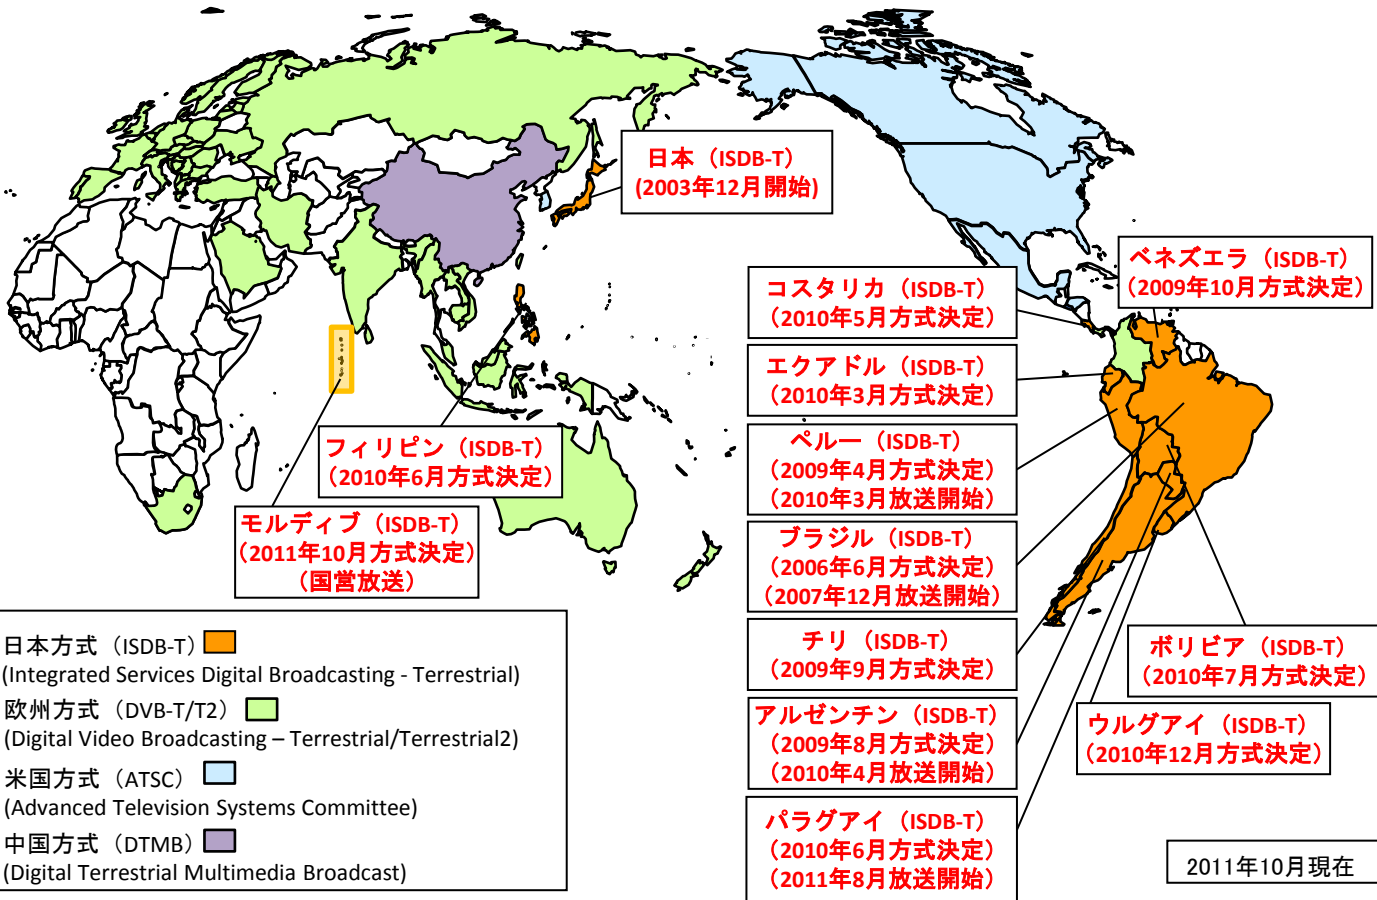 日本（ISDB-T）
(2003年12月開始)
ベネズエラ（ISDB-T）
（2009年10月方式決定）
コスタリカ（ISDB-T）
（2010年5月方式決定）
エクアドル（ISDB-T）
（2010年3月方式決定）
ペルー（ISDB-T）
（2009年4月方式決定）
（2010年3月放送開始）
フィリピン（ISDB-T）
（2010年6月方式決定）
モルディブ（ISDB-T）
（2011年10月方式決定）
（国営放送）
ブラジル（ISDB-T）
（2006年6月方式決定）
（2007年12月放送開始）
チリ（ISDB-T）
（2009年9月方式決定）
ボリビア（ISDB-T）
（2010年7月方式決定）
アルゼンチン（ISDB-T）
（2009年8月方式決定）
（2010年4月放送開始）
ウルグアイ（ISDB-T）
（2010年12月方式決定）
パラグアイ（ISDB-T）
（2010年6月方式決定）
（2011年8月放送開始）
日本方式（ISDB-T）
(Integrated Services Digital Broadcasting - Terrestrial)
欧州方式（DVB-T/T2）
(Digital Video Broadcasting – Terrestrial/Terrestrial2)
米国方式（ATSC）
(Advanced Television Systems Committee)
中国方式（DTMB）
(Digital Terrestrial Multimedia Broadcast)
2011年10月現在